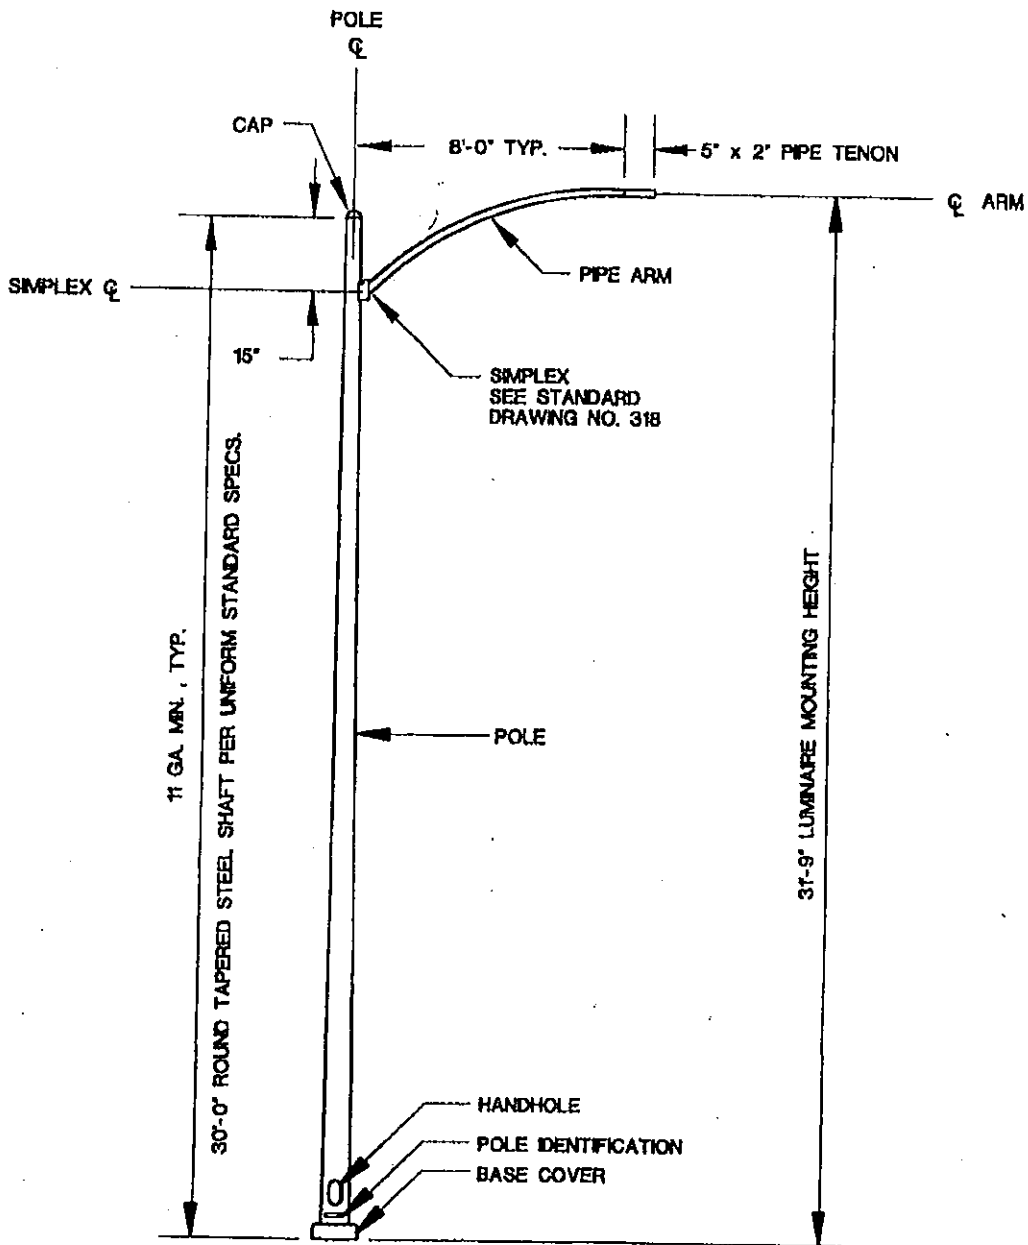 POLE
℄
CAP
8'-0" TYP.
5" x 2" PIPE TENON
℄ ARM
PIPE ARM
SIMPLEX ℄
15"
SIMPLEX
SEE STANDARD
DRAWING NO. 318
11 GA. MIN., TYP.
30'-0" ROUND TAPERED STEEL SHAFT PER UNIFORM STANDARD SPECS.
POLE
31'-9" LUMINAIRE MOUNTING HEIGHT
HANDHOLE
POLE IDENTIFICATION
BASE COVER